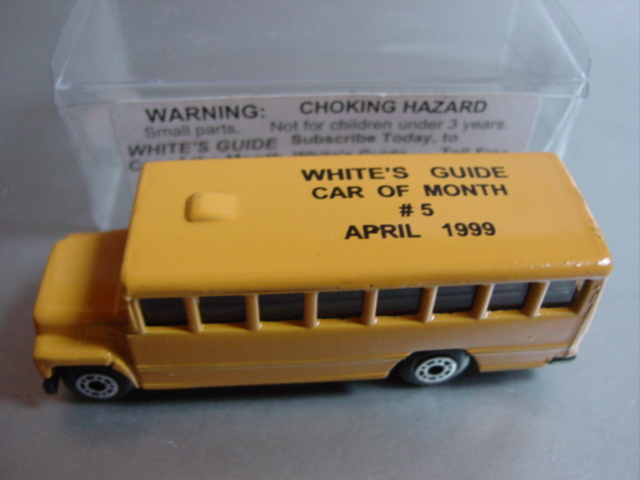 WARNING: CHOKING HAZARD
Small parts. Not for children under 3 years.
WHITE'S GUIDE Subscribe Today, to
WHITE'S GUIDE
CAR OF MONTH
# 5
APRIL 1999